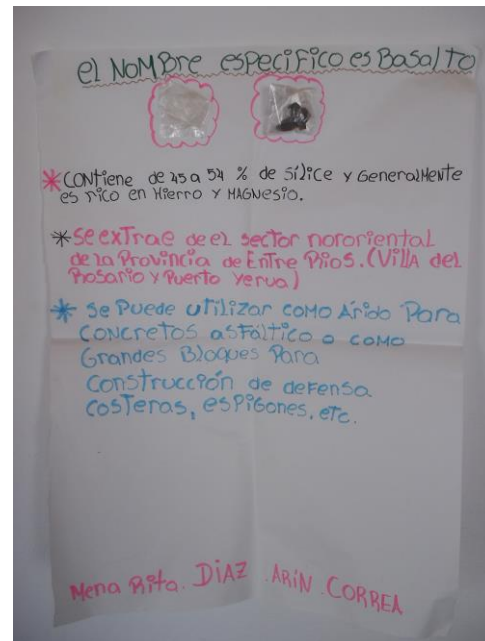 el NOMBre especifico es Basalto
*CONtiene de 45 a 54 % de Sílice y GeneralMeNte
es rico en Hierro y MAGNesio.
*se exTrae de el sector nororiental
de la Provincia de EnTre Rios. (VillA del
Rosario y Puerto Yerua)
* se Puede uTilizar como Árido Para
CoNcretos asFálTico o como
Grandes Bloques Para
Construcción de deFensa
cosTeras, espigones, etc.
Mena Rita. DiAZ .ARiN .CORREA